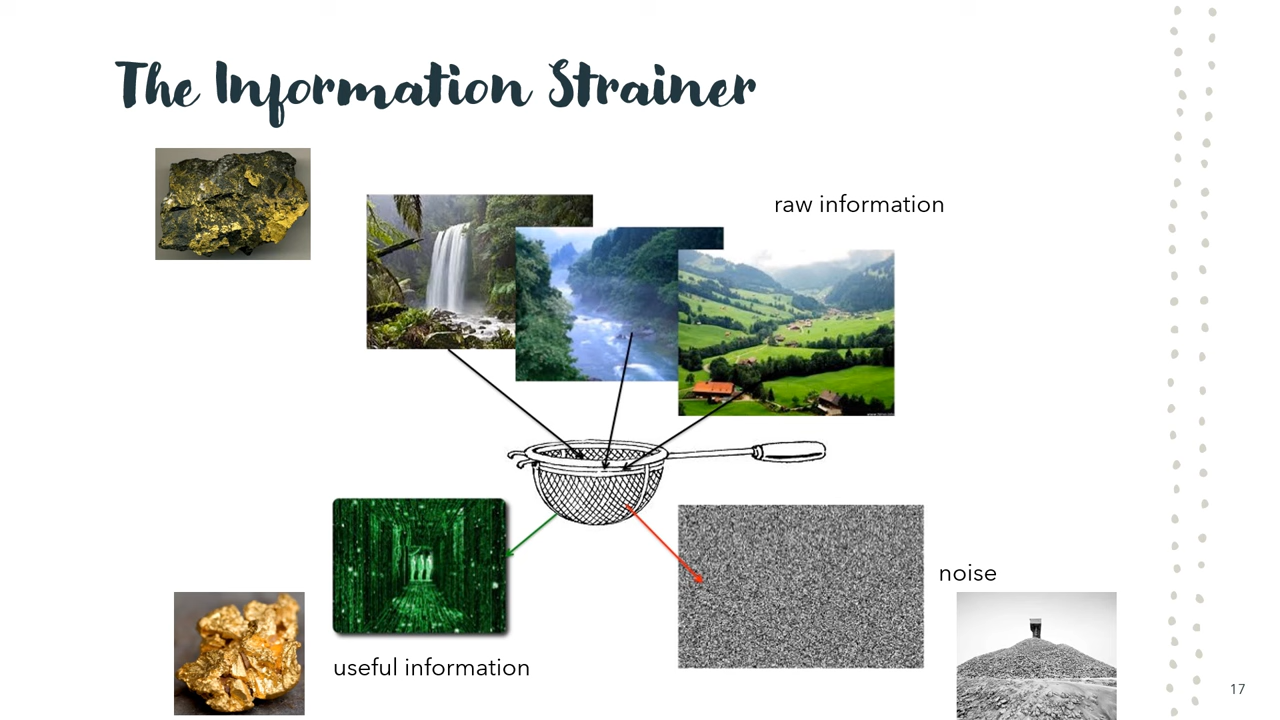 The Information Strainer
raw information
noise
useful information
17